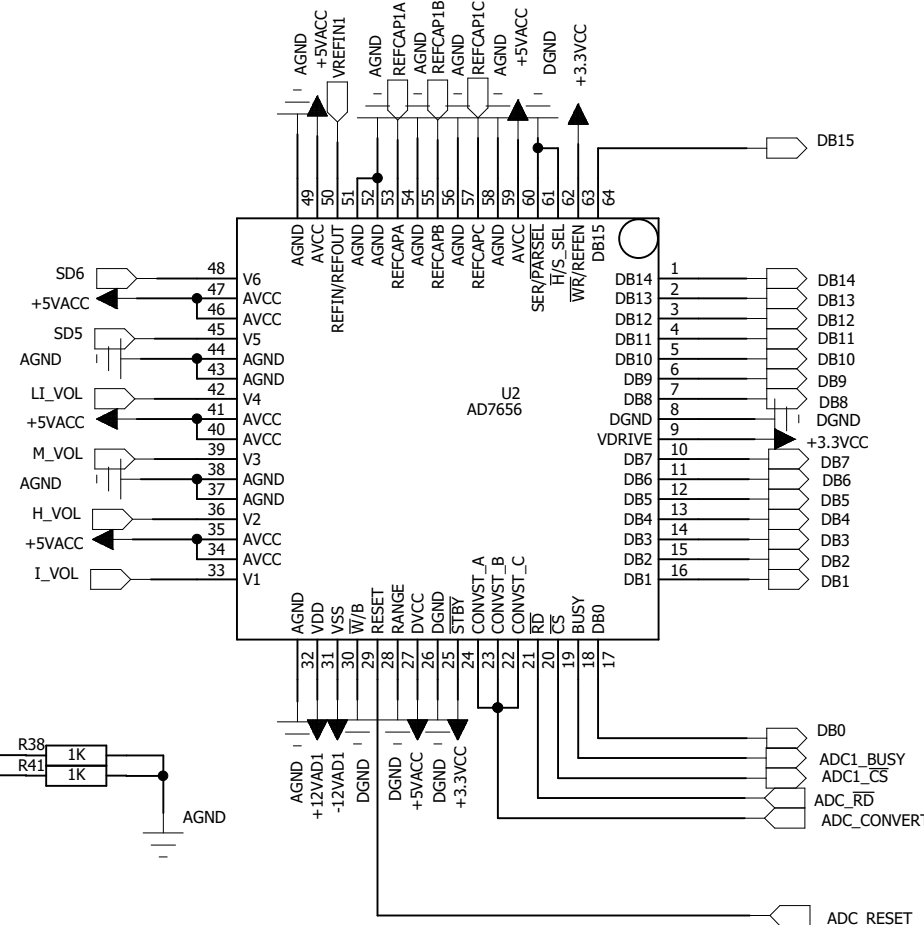 AGND
+5VACC
VREFIN1
AGND
REFCAP1A
AGND
REFCAP1B
AGND
REFCAP1C
AGND
+5VACC
DGND
+3.3VCC
DB15
49
50
51
52
53
54
55
56
57
58
59
60
61
62
63
64
AGND
AVCC
REFIN/REFOUT
AGND
AGND
REFCAPA
AGND
REFCAPB
AGND
REFCAPC
AGND
AVCC
SER/PARSEL
H/S_SEL
WR/REFEN
DB15
SD6 48 V6
+5VACC 47 AVCC
46 AVCC
SD5 45 V5
AGND 44 AGND
43 AGND
LI_VOL 42 V4
+5VACC 41 AVCC
40 AVCC
M_VOL 39 V3
AGND 38 AGND
37 AGND
H_VOL 36 V2
+5VACC 35 AVCC
34 AVCC
I_VOL 33 V1
U2
AD7656
DB14 1 DB14
DB13 2 DB13
DB12 3 DB12
DB11 4 DB11
DB10 5 DB10
DB9 6 DB9
DB8 7 DB8
DGND 8 DGND
VDRIVE 9 +3.3VCC
DB7 10 DB7
DB6 11 DB6
DB5 12 DB5
DB4 13 DB4
DB3 14 DB3
DB2 15 DB2
DB1 16 DB1
AGND
VDD
VSS
W/B
RESET
RANGE
DVCC
DGND
STBY
CONVST_A
CONVST_B
CONVST_C
RD
CS
BUSY
DB0
32
31
30
29
28
27
26
25
24
23
22
21
20
19
18
17
AGND
+12VAD1
-12VAD1
DGND
DGND
+5VACC
DGND
+3.3VCC
DB0
ADC1_BUSY
ADC1_CS
ADC_RD
ADC_CONVERT
ADC_RESET
R38 1K
R41 1K
AGND